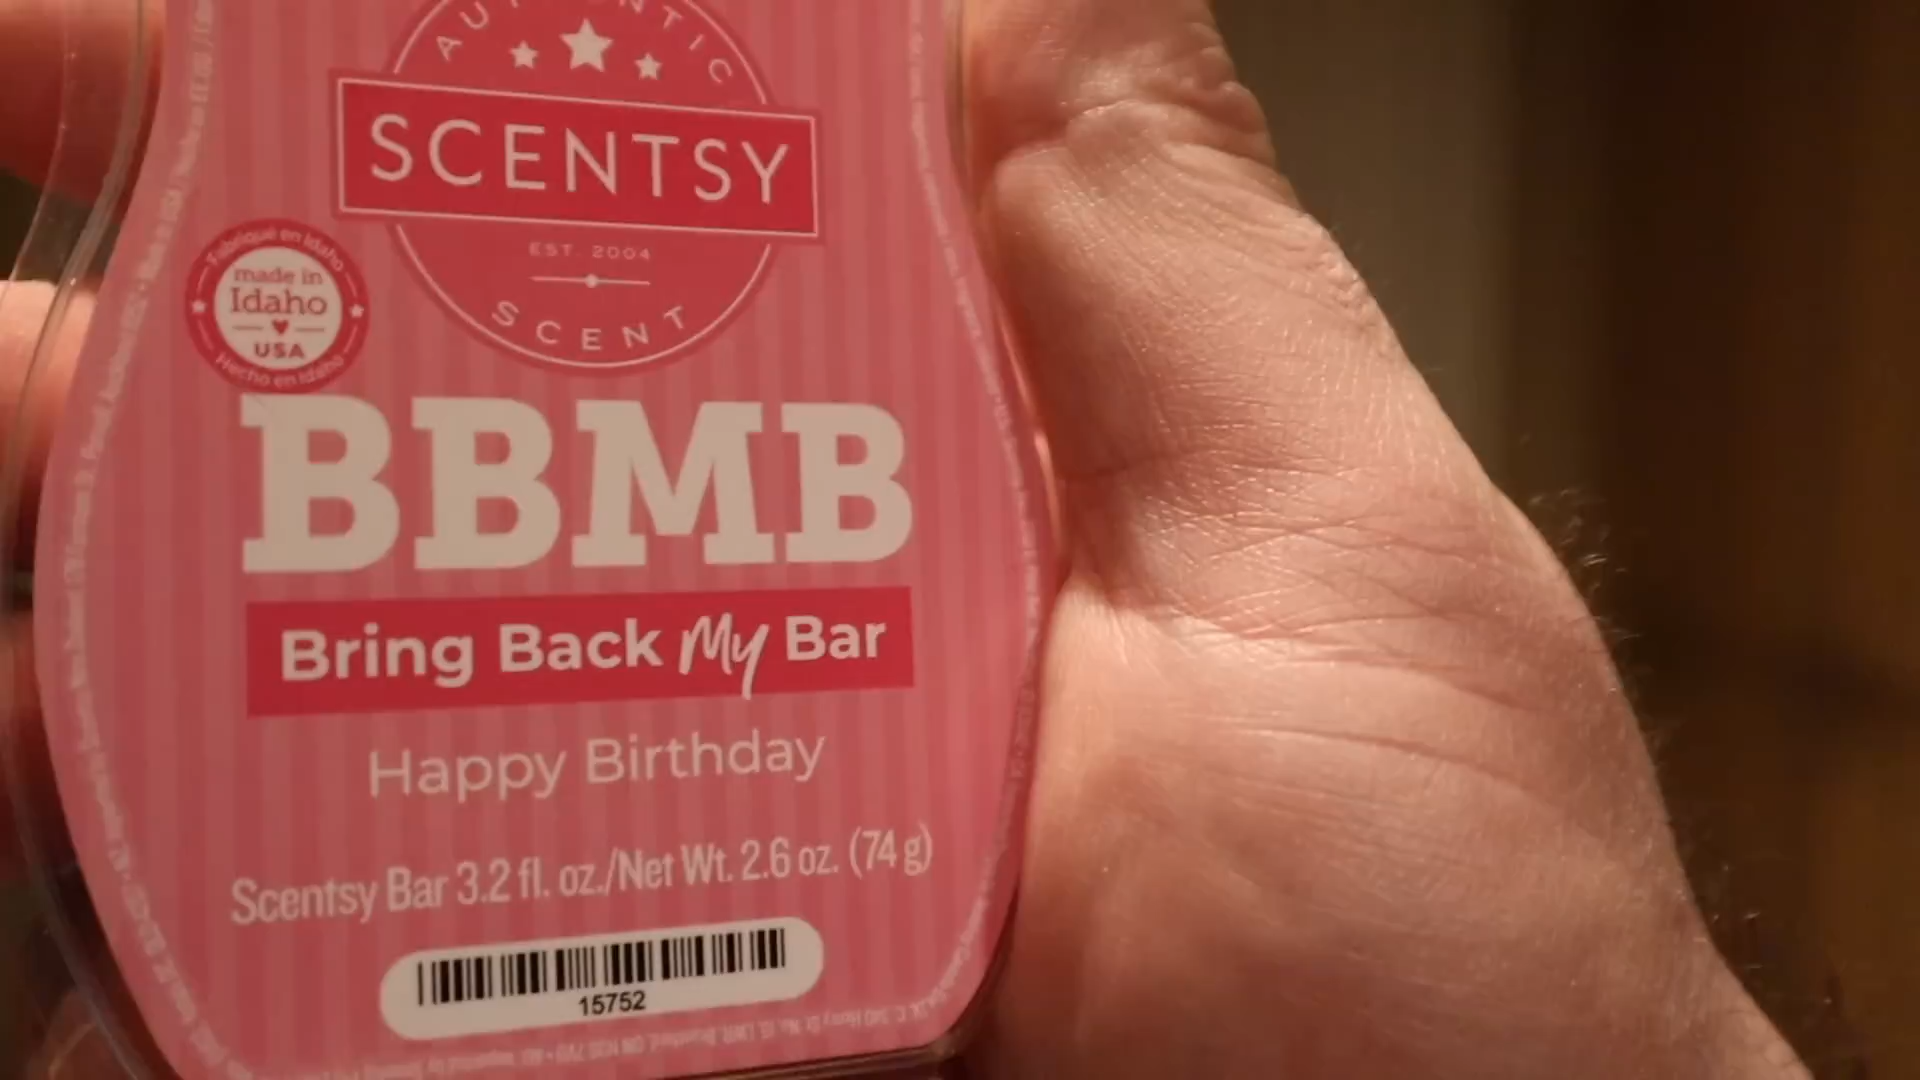 AUTHENTIC
SCENTSY
EST. 2004
SCENT
Fabriqué en Idaho
made in
Idaho
USA
Hecho en Idaho
BBMB
Bring Back My Bar
Happy Birthday
Scentsy Bar 3.2 fl. oz./Net Wt. 2.6 oz. (74 g)
15752